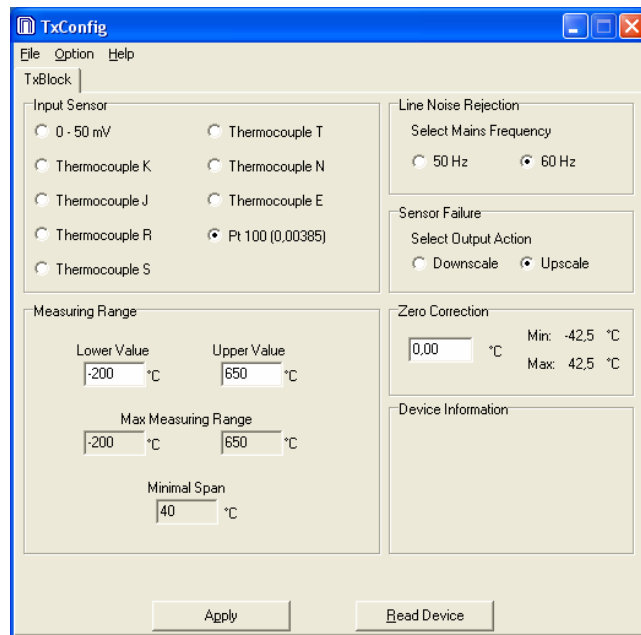 TxConfig
File Option Help
TxBlock
Input Sensor
0 - 50 mV
Thermocouple K
Thermocouple J
Thermocouple R
Thermocouple S
Thermocouple T
Thermocouple N
Thermocouple E
Pt 100 (0,00385)
Line Noise Rejection
Select Mains Frequency
50 Hz 60 Hz
Sensor Failure
Select Output Action
Downscale Upscale
Measuring Range
Lower Value Upper Value
-200 °C 650 °C
Max Measuring Range
-200 °C 650 °C
Minimal Span
40 °C
Zero Correction
0,00 °C
Min: -42,5 °C
Max: 42,5 °C
Device Information
Apply Read Device